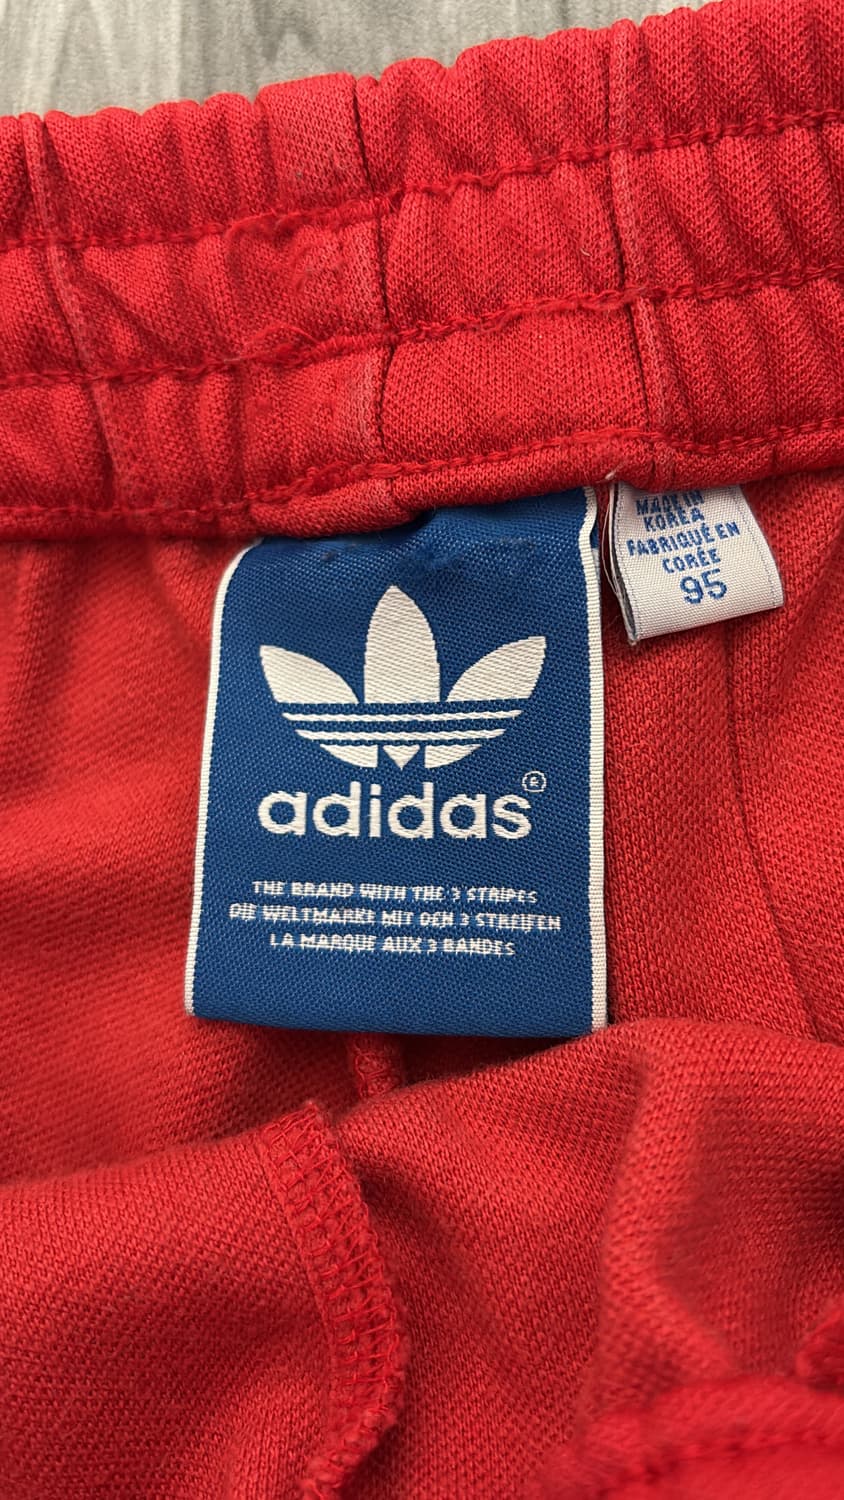 MADE IN
KOREA
FABRIQUÉ EN
CORÉE
95
adidas®
THE BRAND WITH THE 3 STRIPES
DIE WELTMARKE MIT DEN 3 STREIFEN
LA MARQUE AUX 3 BANDES